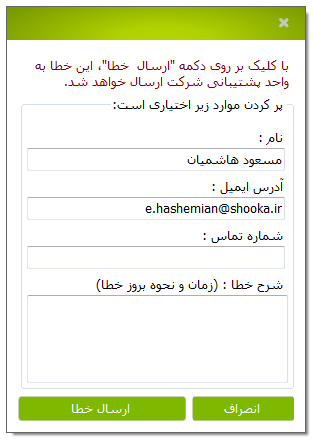 با کلیک بر روی دکمه "ارسال خطا"، این خطا به
واحد پشتیبانی شرکت ارسال خواهد شد.
پر کردن موارد زیر اختیاری است:
نام :
مسعود هاشمیان
آدرس ایمیل :
e.hashemian@shooka.ir
شماره تماس :
شرح خطا : (زمان و نحوه بروز خطا)
انصراف
ارسال خطا